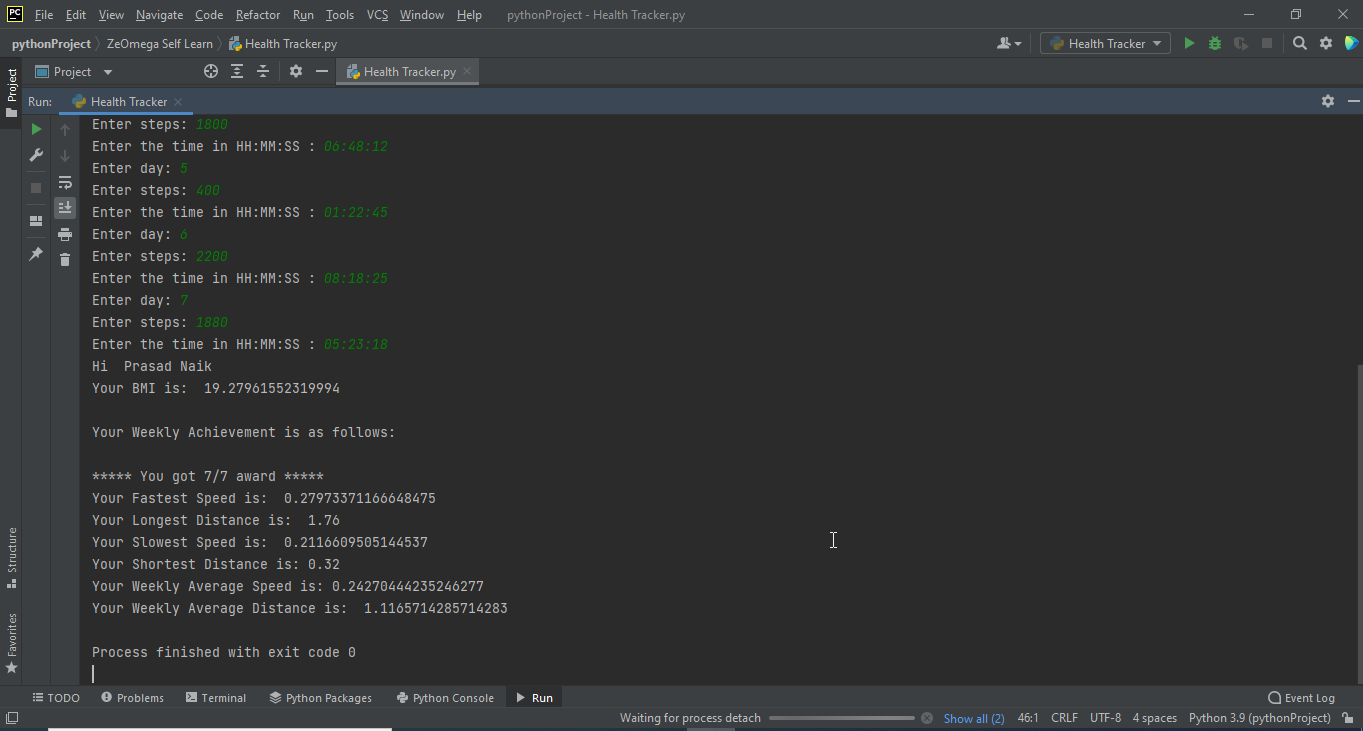 PC File Edit View Navigate Code Refactor Run Tools VCS Window Help pythonProject - Health Tracker.py
pythonProject ZeOmega Self Learn Health Tracker.py Health Tracker
Project Project Health Tracker.py
Run: Health Tracker
Enter steps: 1800
Enter the time in HH:MM:SS : 06:48:12
Enter day: 5
Enter steps: 400
Enter the time in HH:MM:SS : 01:22:45
Enter day: 6
Enter steps: 2200
Enter the time in HH:MM:SS : 08:18:25
Enter day: 7
Enter steps: 1880
Enter the time in HH:MM:SS : 05:23:18
Hi  Prasad Naik
Your BMI is:  19.27961552319994
Your Weekly Achievement is as follows:
***** You got 7/7 award *****
Your Fastest Speed is:  0.27973371166648475
Your Longest Distance is:  1.76
Your Slowest Speed is:  0.2116609505144537
Your Shortest Distance is: 0.32
Your Weekly Average Speed is: 0.24270444235246277
Your Weekly Average Distance is:  1.1165714285714283
Process finished with exit code 0
Structure
Favorites
TODO Problems Terminal Python Packages Python Console Run Event Log
Waiting for process detach Show all (2) 46:1 CRLF UTF-8 4 spaces Python 3.9 (pythonProject)